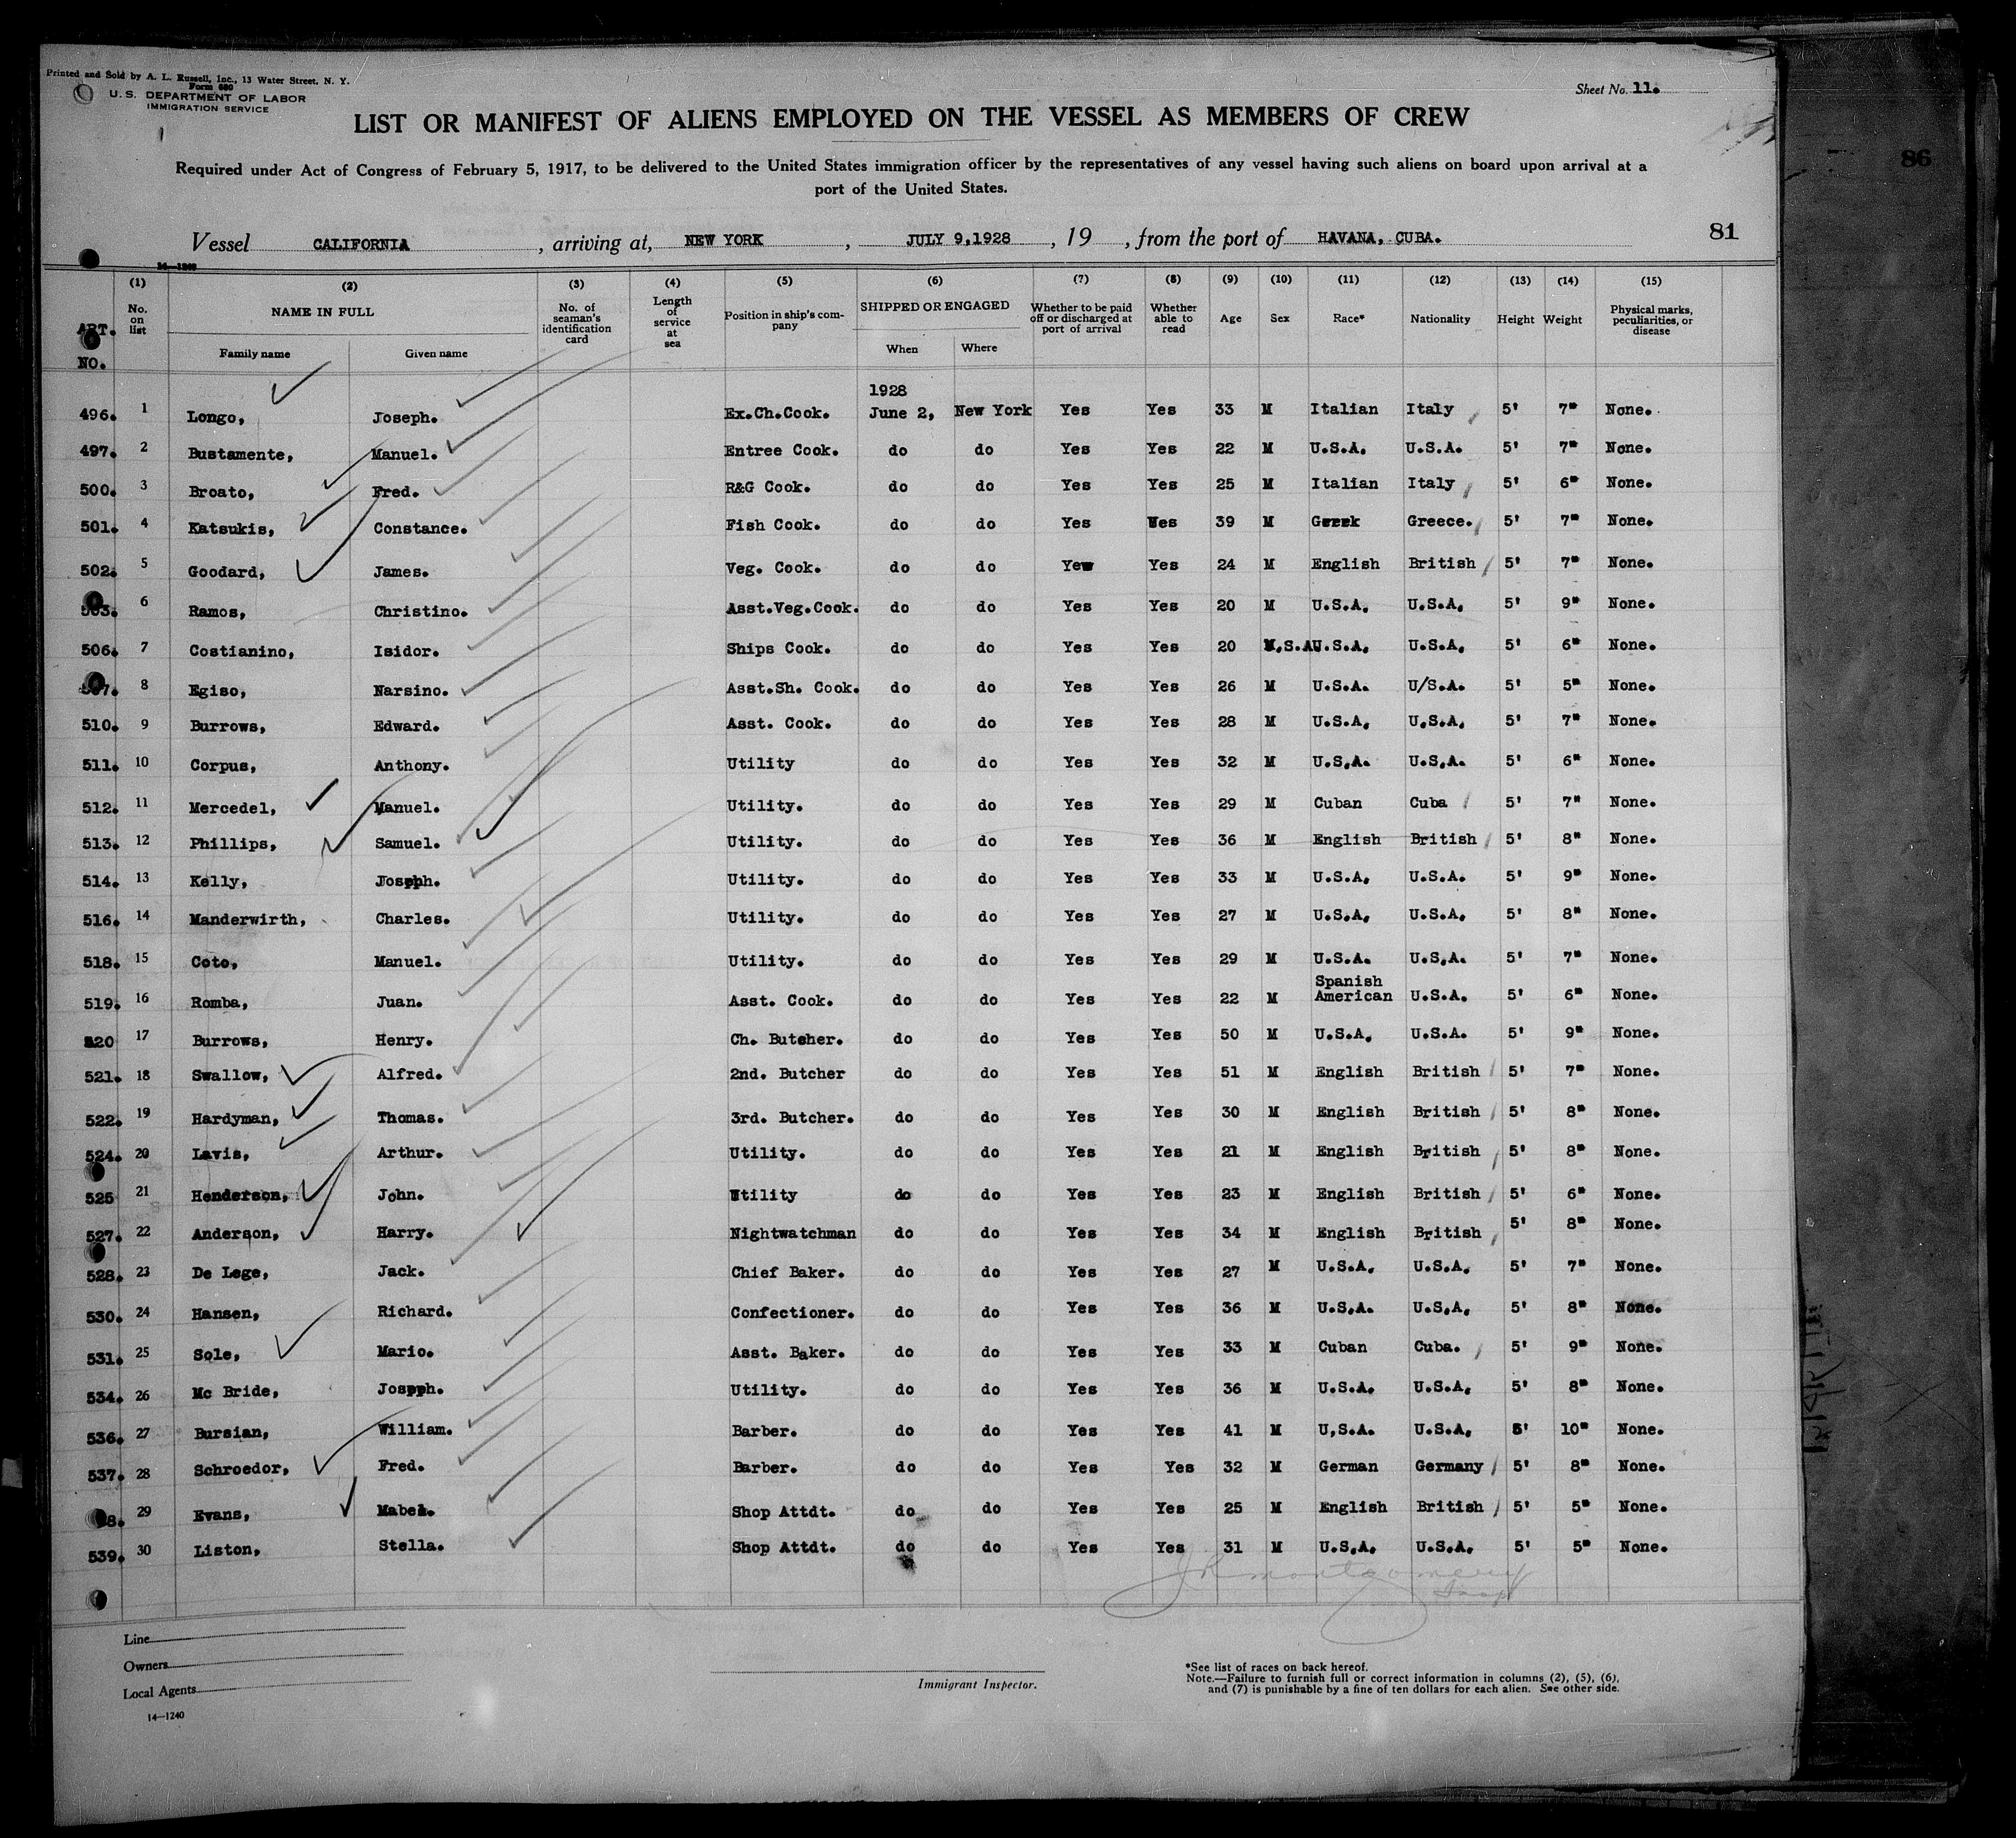 Printed and Sold by A. L. Russell, Inc., 13 Water Street, N. Y.
Form 680
U. S. DEPARTMENT OF LABOR
IMMIGRATION SERVICE
Sheet No. 11.
LIST OR MANIFEST OF ALIENS EMPLOYED ON THE VESSEL AS MEMBERS OF CREW
86
Required under Act of Congress of February 5, 1917, to be delivered to the United States immigration officer by the representatives of any vessel having such aliens on board upon arrival at a
port of the United States.
Vessel CALIFORNIA, arriving at, NEW YORK, JULY 9,1928, 19 , from the port of HAVANA, CUBA. 81
14—1240
(1) (2) (3) (4) (5) (6) (7) (8) (9) (10) (11) (12) (13) (14) (15)
ART. NO. No. on list NAME IN FULL Family name Given name No. of seaman's identification card Length of service at sea Position in ship's company SHIPPED OR ENGAGED When Where Whether to be paid off or discharged at port of arrival Whether able to read Age Sex Race* Nationality Height Weight Physical marks, peculiarities, or disease
1928
496. 1 Longo, Joseph. Ex.Ch.Cook. June 2, New York Yes Yes 33 M Italian Italy 5' 7" None.
497. 2 Bustamente, Manuel. Entree Cook. do do Yes Yes 22 M U.S.A. U.S.A. 5' 7" None.
500. 3 Broato, Fred. R&G Cook. do do Yes Yes 25 M Italian Italy 5' 6" None.
501. 4 Katsukis, Constance. Fish Cook. do do Yes Yes 39 M Greek Greece. 5' 7" None.
502. 5 Goodard, James. Veg. Cook. do do Yew Yes 24 M English British 5' 7" None.
503. 6 Ramos, Christino. Asst.Veg.Cook. do do Yes Yes 20 M U.S.A. U.S.A. 5' 9" None.
506. 7 Costianino, Isidor. Ships Cook. do do Yes Yes 20 M.S.A U.S.A. U.S.A. 5' 6" None.
507. 8 Egiso, Narsino. Asst.Sh. Cook. do do Yes Yes 26 M U.S.A. U/S.A. 5' 5" None.
510. 9 Burrows, Edward. Asst. Cook. do do Yes Yes 28 M U.S.A. U.S.A. 5' 7" None.
511. 10 Corpus, Anthony. Utility do do Yes Yes 32 M U.S.A. U.S.A. 5' 6" None.
512. 11 Mercedel, Manuel. Utility. do do Yes Yes 29 M Cuban Cuba 5' 7" None.
513. 12 Phillips, Samuel. Utility. do do Yes Yes 36 M English British 5' 8" None.
514. 13 Kelly, Joseph. Utility. do do Yes Yes 33 M U.S.A. U.S.A. 5' 9" None.
516. 14 Manderwirth, Charles. Utility. do do Yes Yes 27 M U.S.A. U.S.A. 5' 8" None.
518. 15 Coto, Manuel. Utility. do do Yes Yes 29 M U.S.A. U.S.A. 5' 7" None.
519. 16 Romba, Juan. Asst. Cook. do do Yes Yes 22 M Spanish American U.S.A. 5' 6" None.
520 17 Burrows, Henry. Ch. Butcher. do do Yes Yes 50 M U.S.A. U.S.A. 5' 9" None.
521. 18 Swallow, Alfred. 2nd. Butcher do do Yes Yes 51 M English British 5' 7" None.
522. 19 Hardyman, Thomas. 3rd. Butcher. do do Yes Yes 30 M English British 5' 8" None.
524. 20 Lavis, Arthur. Utility. do do Yes Yes 21 M English British 5' 8" None.
525 21 Henderson, John. Utility do do Yes Yes 23 M English British 5' 6" None.
527. 22 Anderson, Harry. Nightwatchman do do Yes Yes 34 M English British 5' 8" None.
528. 23 De Lege, Jack. Chief Baker. do do Yes Yes 27 M U.S.A. U.S.A. 5' 7" None.
530. 24 Hansen, Richard. Confectioner. do do Yes Yes 36 M U.S.A. U.S.A. 5' 8" None.
531. 25 Sole, Mario. Asst. Baker. do do Yes Yes 33 M Cuban Cuba. 5' 9" None.
534. 26 Mc Bride, Joseph. Utility. do do Yes Yes 36 M U.S.A. U.S.A. 5' 8" None.
536. 27 Bursian, William. Barber. do do Yes Yes 41 M U,S.A. U.S.A. 5' 10" None.
537. 28 Schroedor, Fred. Barber. do do Yes Yes 32 M German Germany 5' 8" None.
8. 29 Evans, Mabel. Shop Attdt. do do Yes Yes 25 M English British 5' 5" None.
539. 30 Liston, Stella. Shop Attdt. do do Yes Yes 31 M U.S.A. U.S.A. 5' 5" None.
J R Montgomery
Insp
Line
Owners
Local Agents
14—1240
Immigrant Inspector.
*See list of races on back hereof.
Note.—Failure to furnish full or correct information in columns (2), (5), (6),
and (7) is punishable by a fine of ten dollars for each alien. See other side.